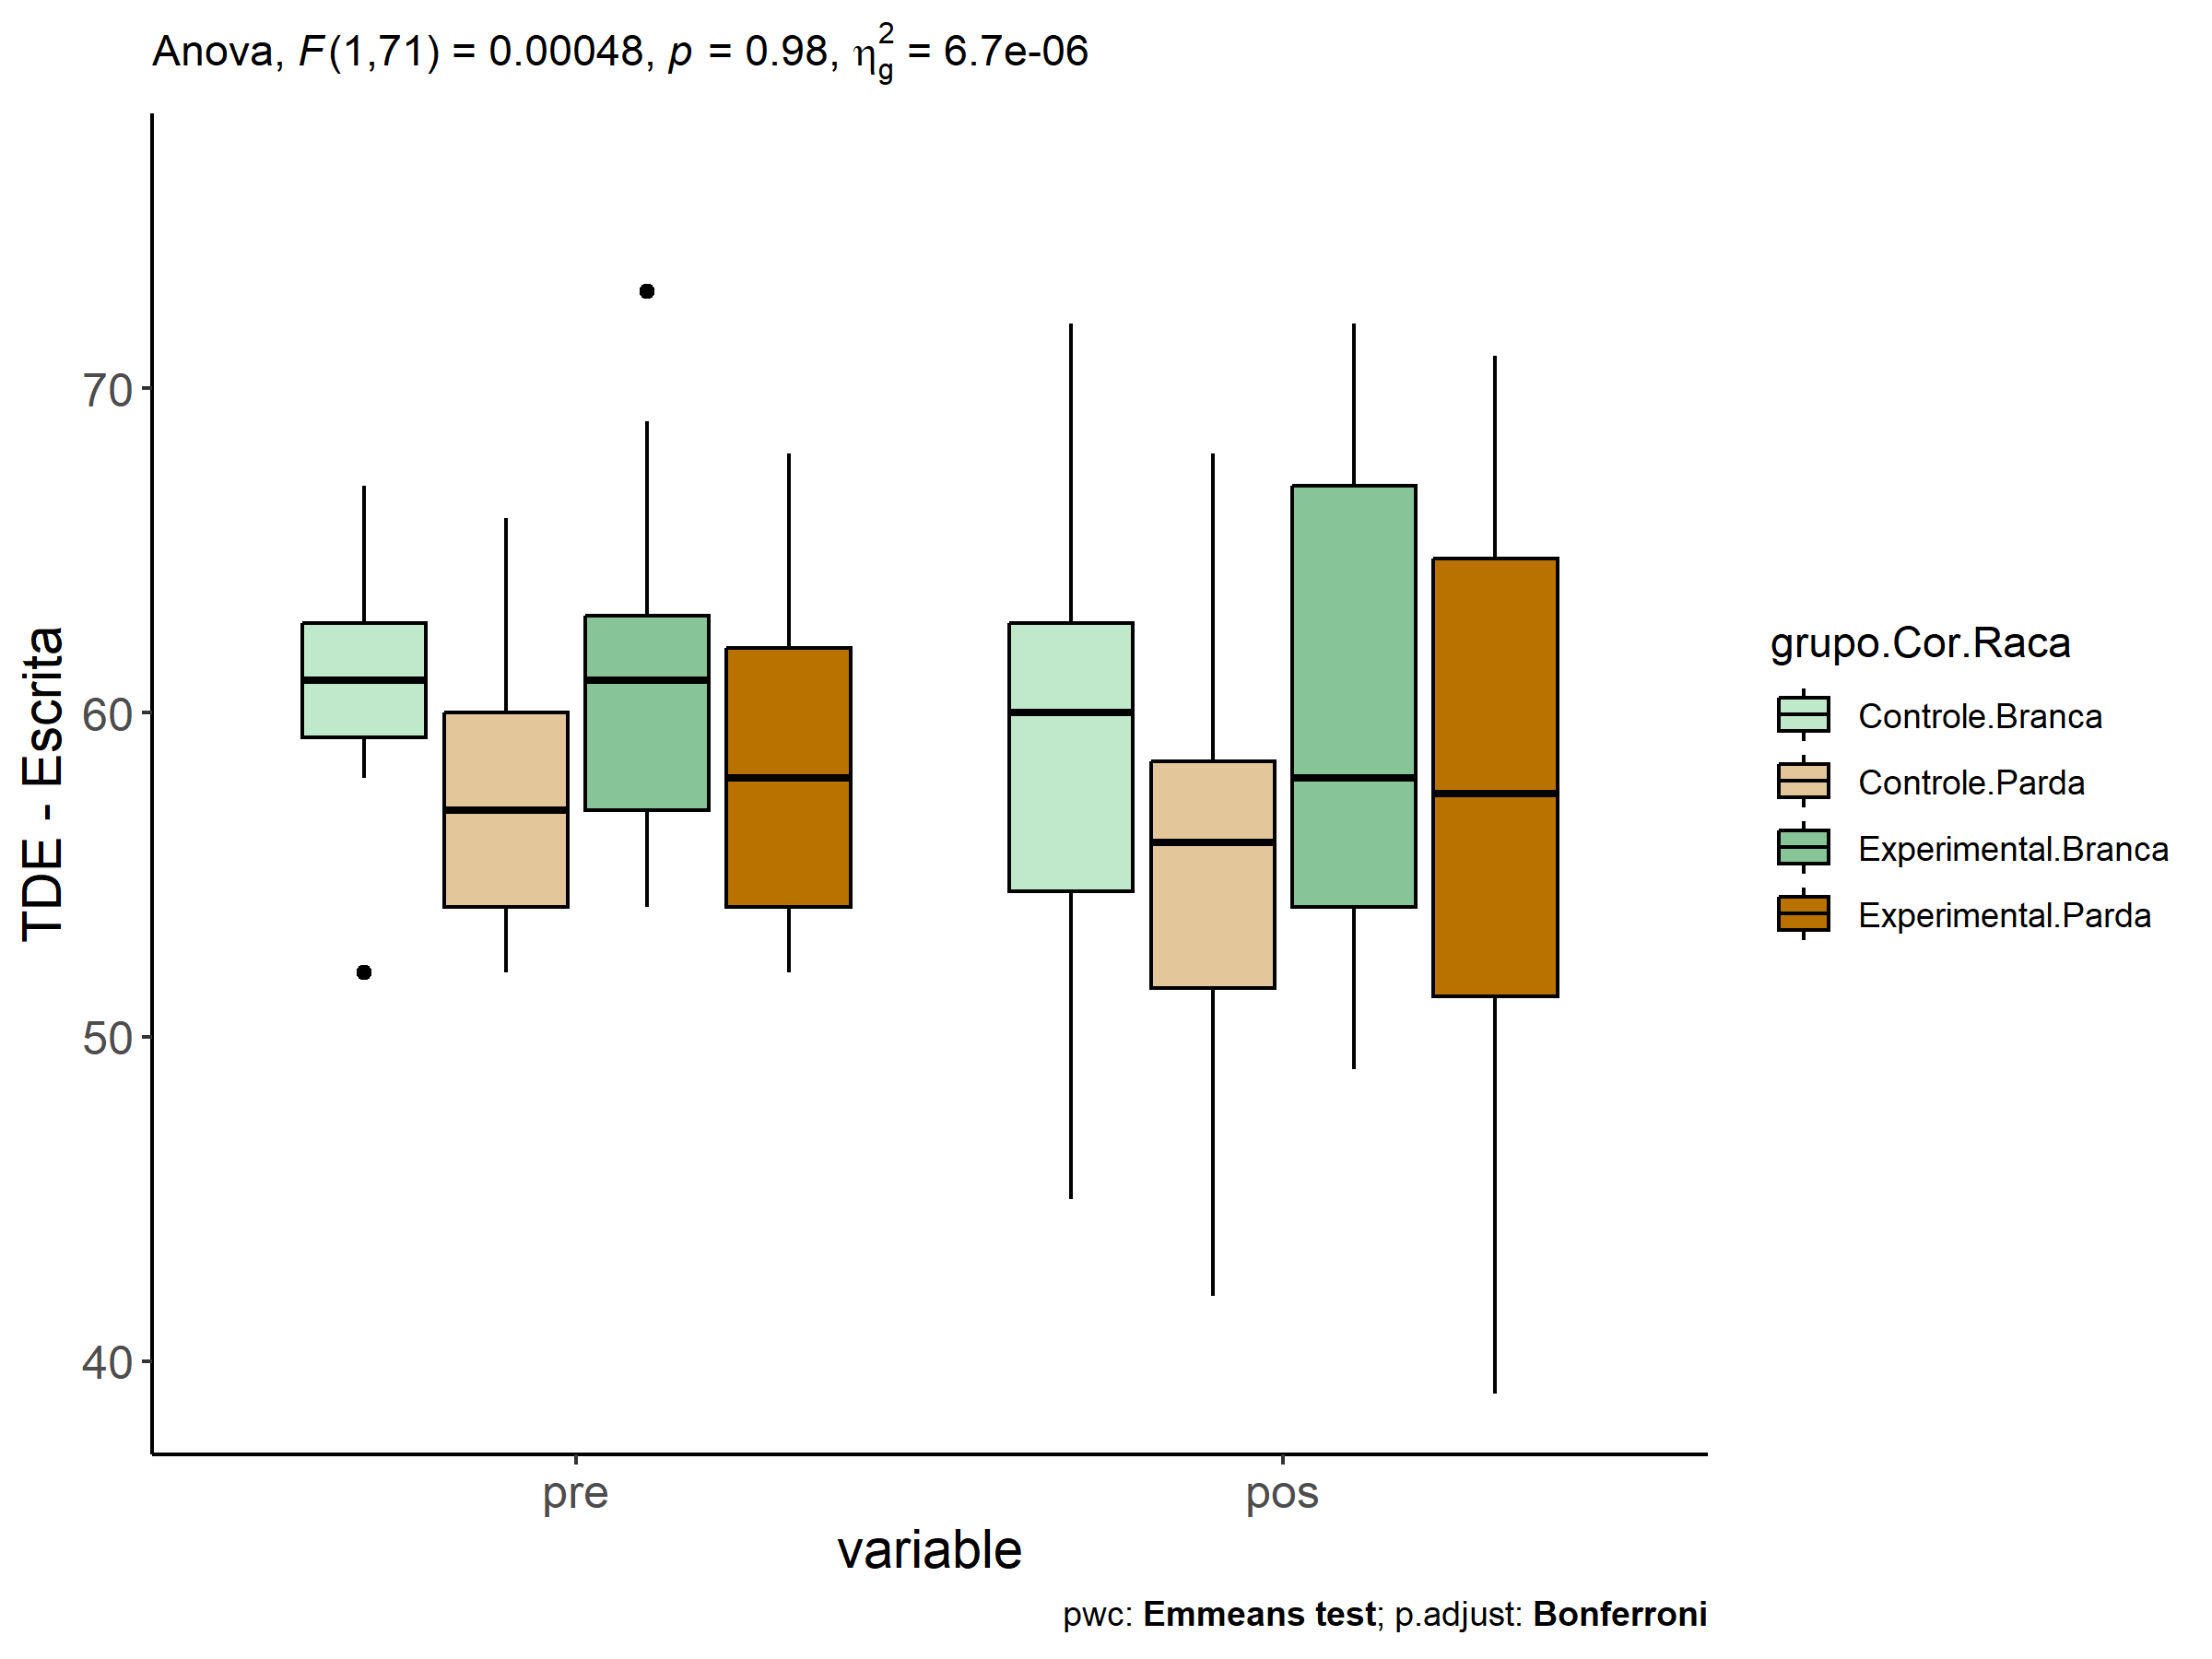 Anova, F(1,71) = 0.00048, p = 0.98, η²g = 6.7e-06
TDE - Escrita
70
60
50
40
pre
pos
variable
grupo.Cor.Raca
Controle.Branca
Controle.Parda
Experimental.Branca
Experimental.Parda
pwc: Emmeans test; p.adjust: Bonferroni